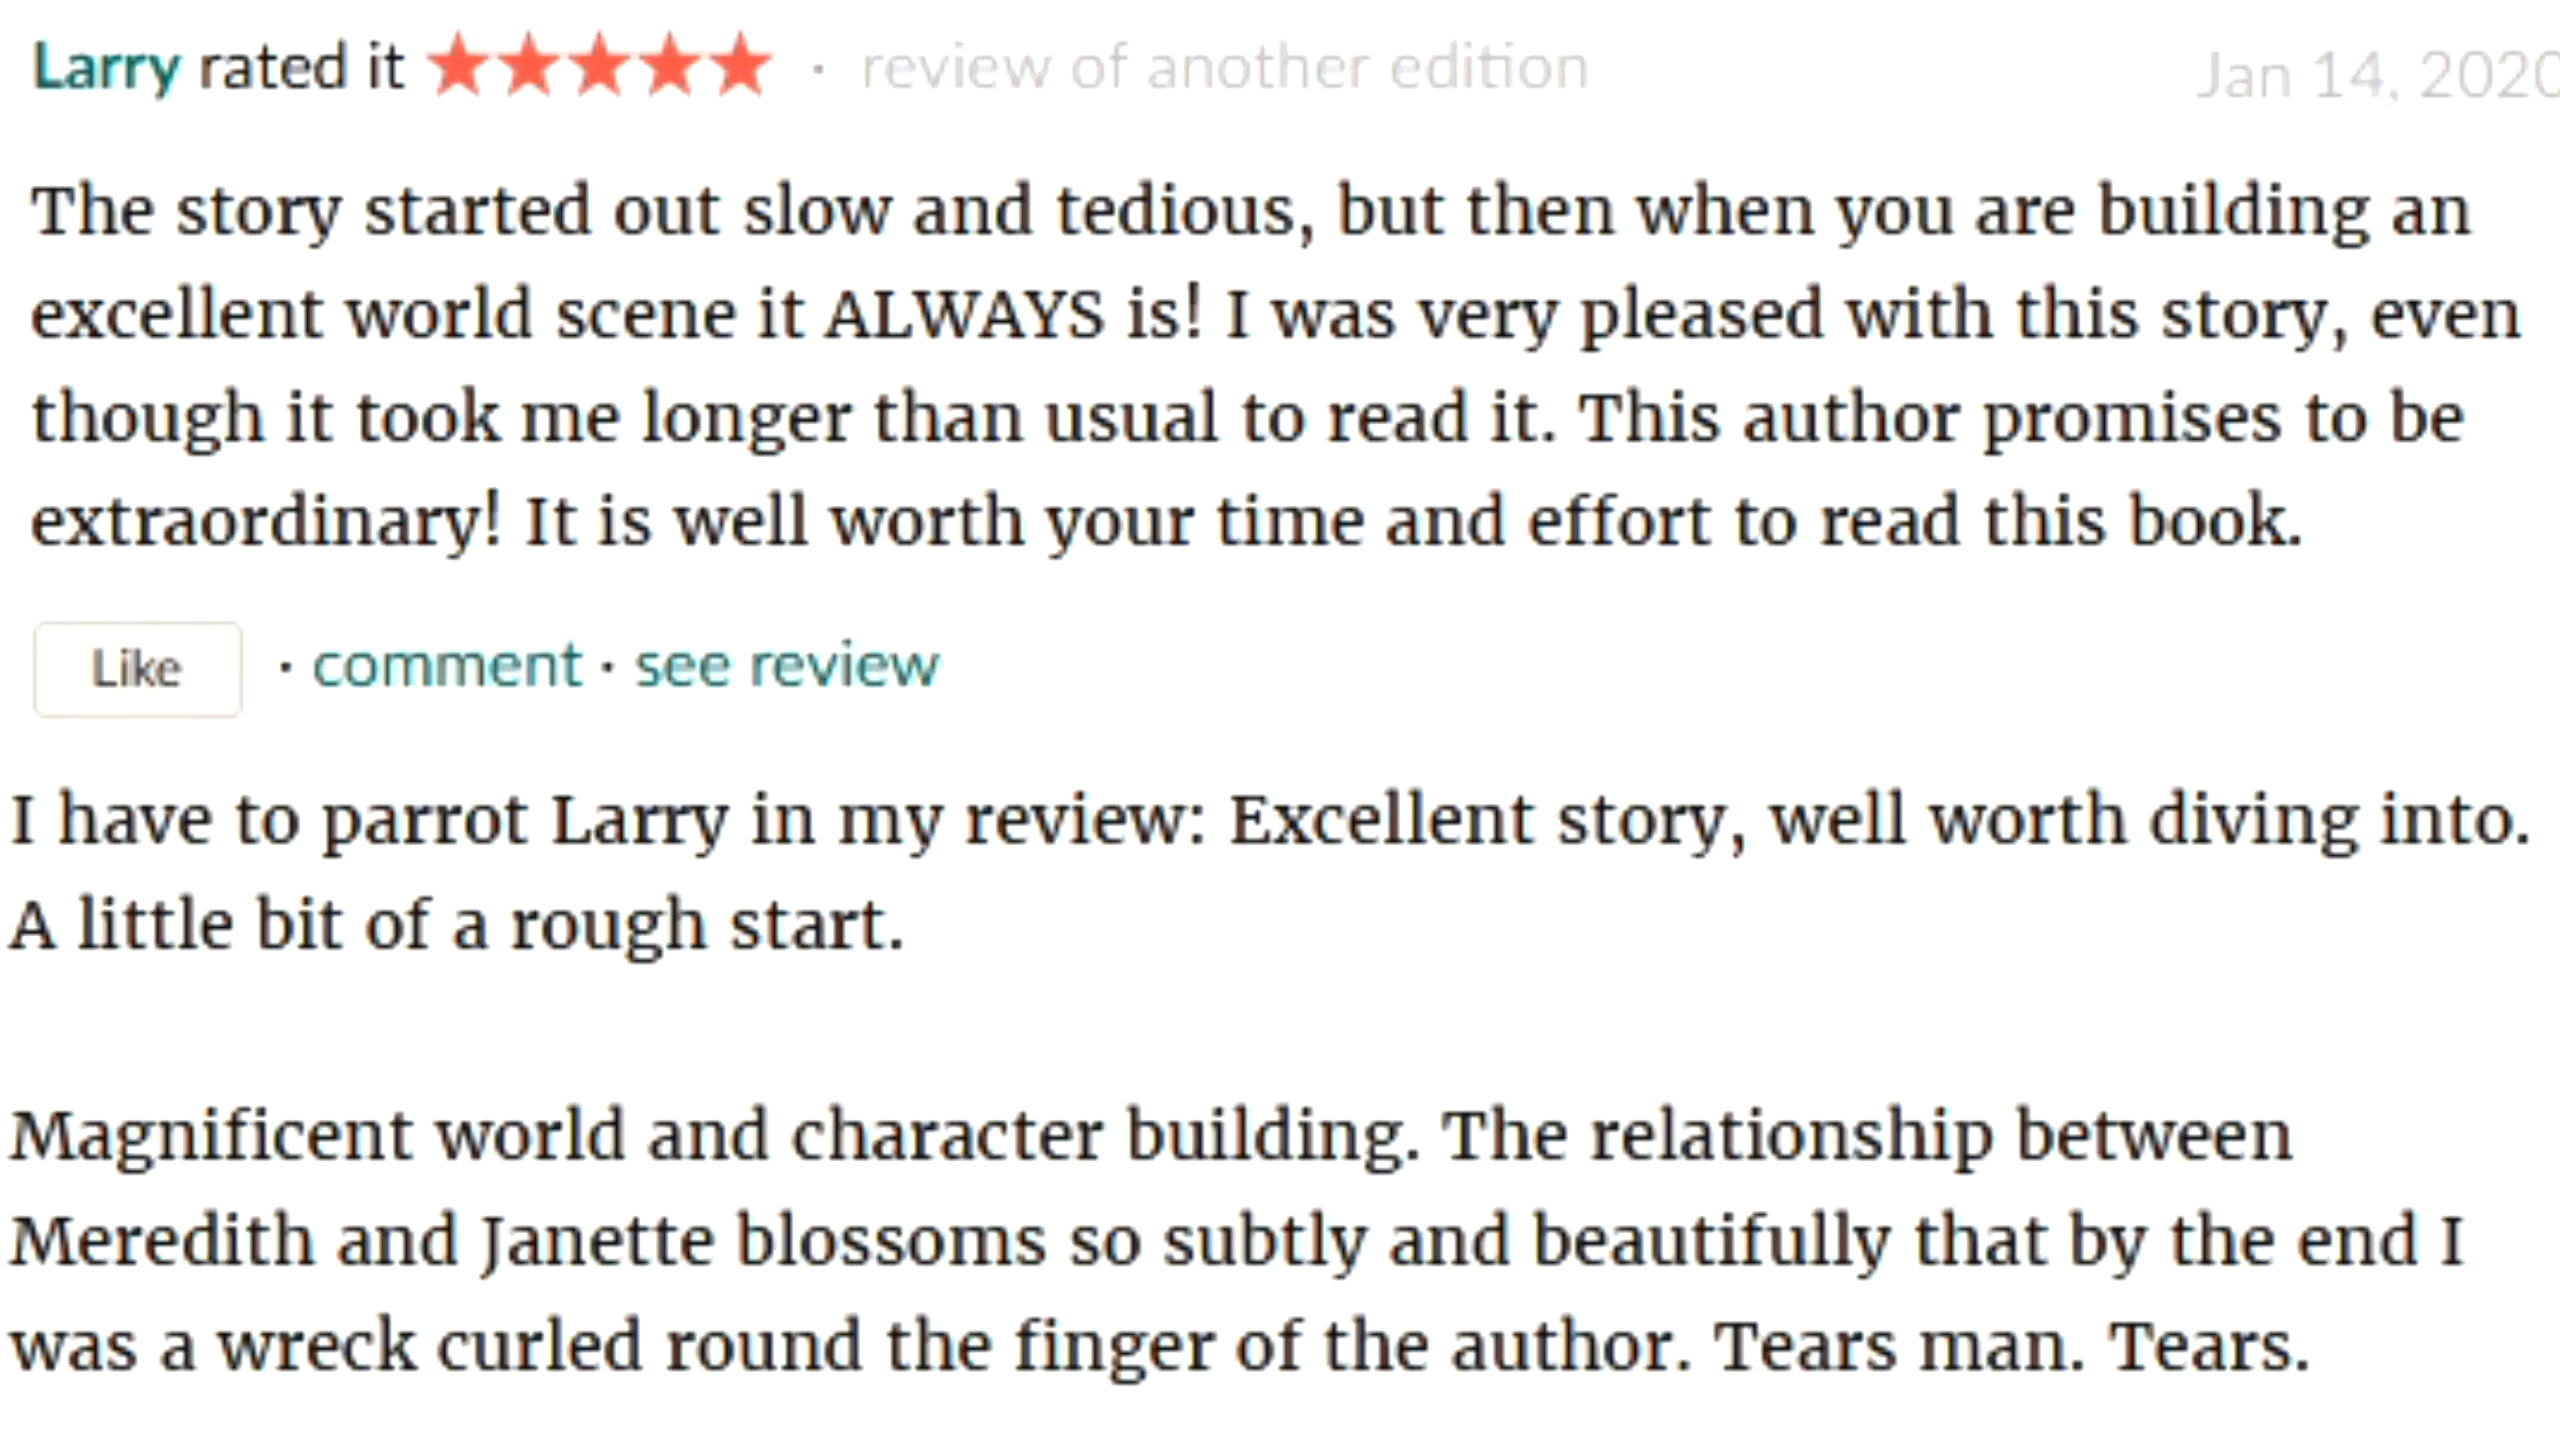 Larry rated it ★★★★★ · review of another edition
Jan 14, 2020
The story started out slow and tedious, but then when you are building an
excellent world scene it ALWAYS is! I was very pleased with this story, even
though it took me longer than usual to read it. This author promises to be
extraordinary! It is well worth your time and effort to read this book.
Like · comment · see review
I have to parrot Larry in my review: Excellent story, well worth diving into.
A little bit of a rough start.
Magnificent world and character building. The relationship between
Meredith and Janette blossoms so subtly and beautifully that by the end I
was a wreck curled round the finger of the author. Tears man. Tears.